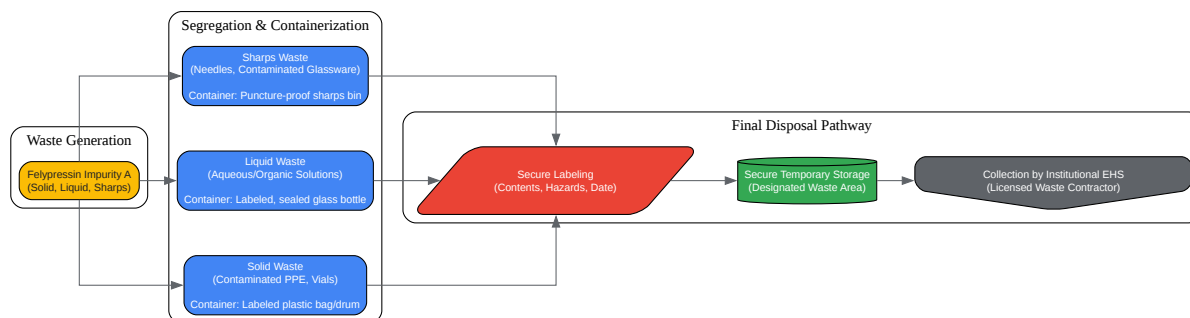 Segregation & Containerization
Sharps Waste
(Needles, Contaminated Glassware)
Container: Puncture-proof sharps bin
Waste Generation
Felypressin Impurity A
(Solid, Liquid, Sharps)
Liquid Waste
(Aqueous/Organic Solutions)
Container: Labeled, sealed glass bottle
Solid Waste
(Contaminated PPE, Vials)
Container: Labeled plastic bag/drum
Final Disposal Pathway
Secure Labeling
(Contents, Hazards, Date)
Secure Temporary Storage
(Designated Waste Area)
Collection by Institutional EHS
(Licensed Waste Contractor)